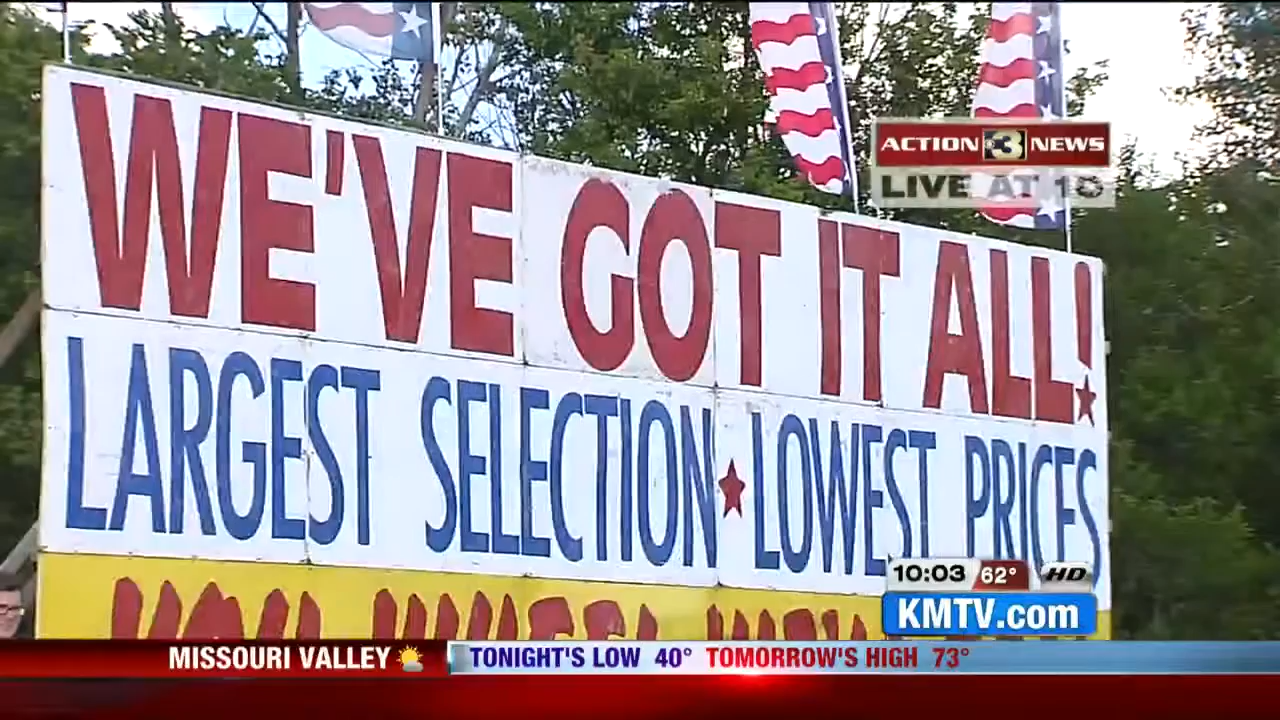 WE'VE GOT IT ALL!
LARGEST SELECTION ★ LOWEST PRICES
ACTION 3 NEWS
LIVE AT 10
10:03 62° HD
KMTV.com
MISSOURI VALLEY TONIGHT'S LOW 40° TOMORROW'S HIGH 73°